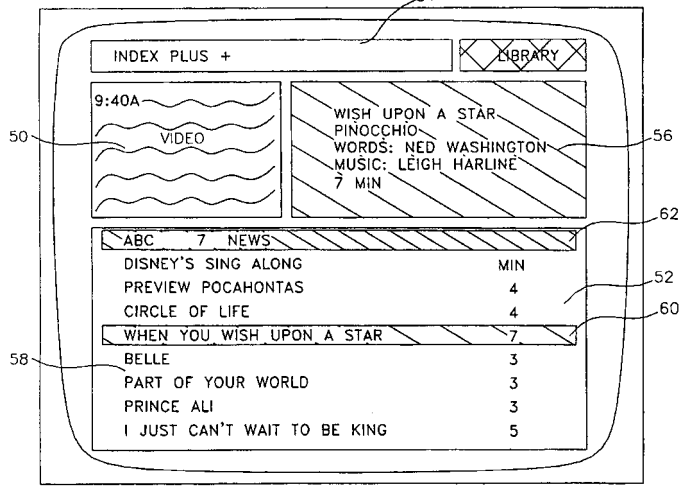 INDEX PLUS +
LIBRARY
9:40A
VIDEO
50
WISH UPON A STAR
PINOCCHIO
WORDS: NED WASHINGTON
MUSIC: LEIGH HARLINE
7 MIN
56
62
ABC 7 NEWS
DISNEY'S SING ALONG MIN
PREVIEW POCAHONTAS 4
52
CIRCLE OF LIFE 4
60
WHEN YOU WISH UPON A STAR 7
58
BELLE 3
PART OF YOUR WORLD 3
PRINCE ALI 3
I JUST CAN'T WAIT TO BE KING 5